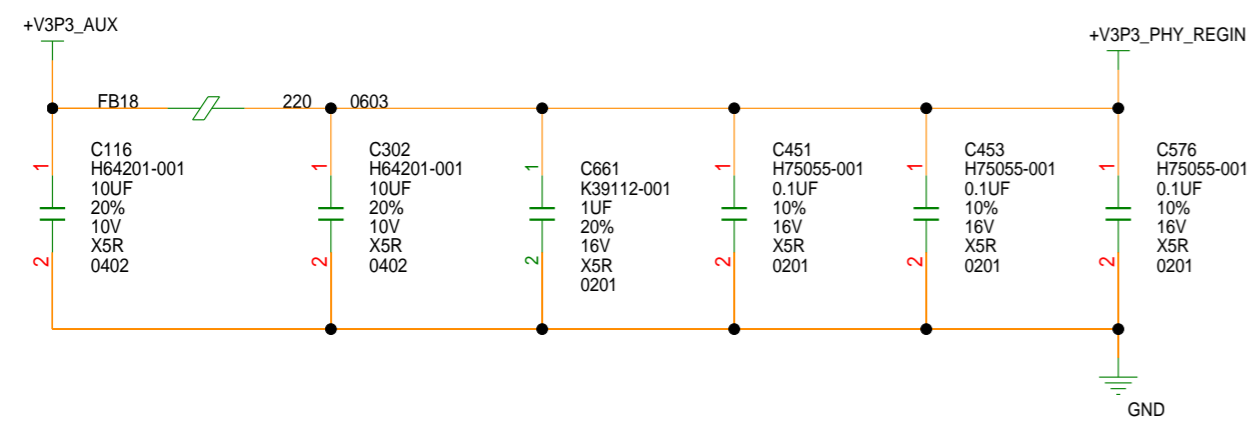 +V3P3_AUX
+V3P3_PHY_REGIN
FB18
220
0603
1
C116
H64201-001
10UF
20%
10V
X5R
0402
2
1
C302
H64201-001
10UF
20%
10V
X5R
0402
2
1
C661
K39112-001
1UF
20%
16V
X5R
0201
2
1
C451
H75055-001
0.1UF
10%
16V
X5R
0201
2
1
C453
H75055-001
0.1UF
10%
16V
X5R
0201
2
1
C576
H75055-001
0.1UF
10%
16V
X5R
0201
2
GND